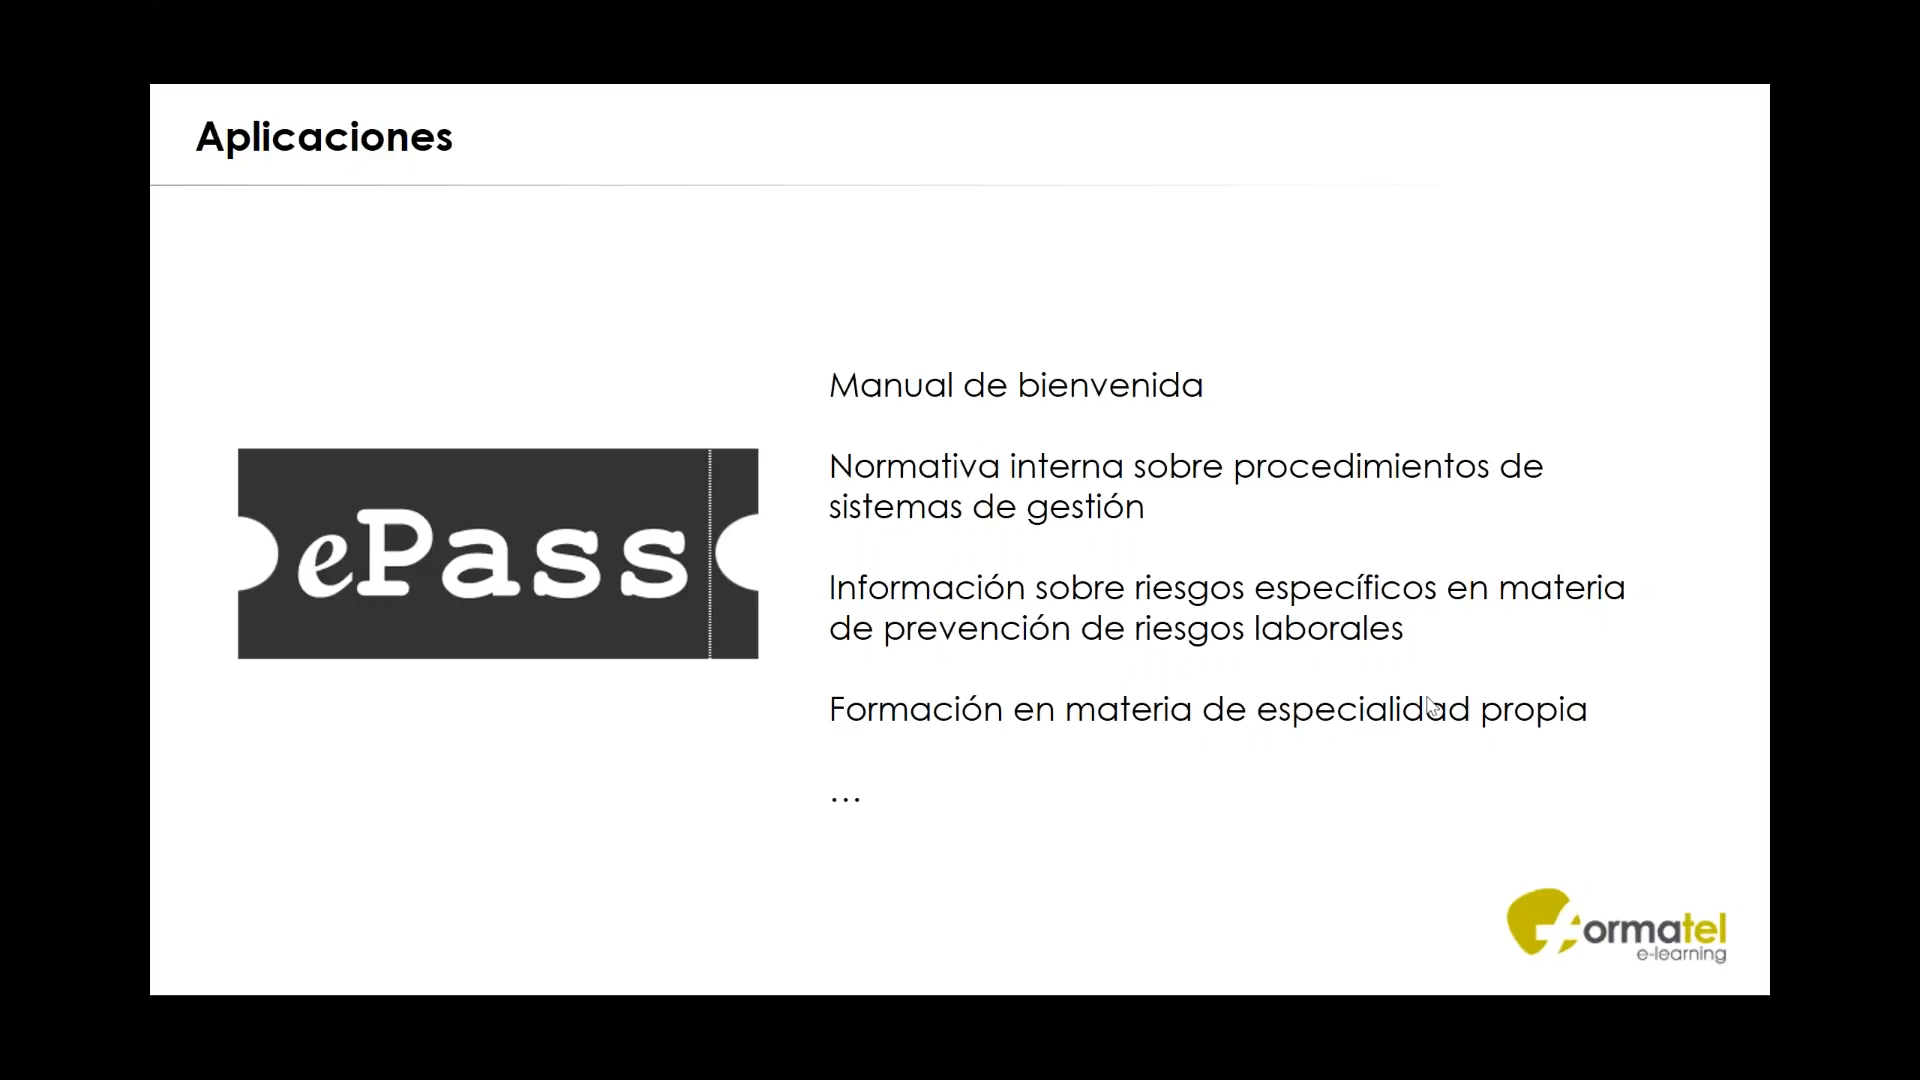 Aplicaciones
ePass
Manual de bienvenida
Normativa interna sobre procedimientos de
sistemas de gestión
Información sobre riesgos específicos en materia
de prevención de riesgos laborales
Formación en materia de especialidad propia
...
formatel
e-learning